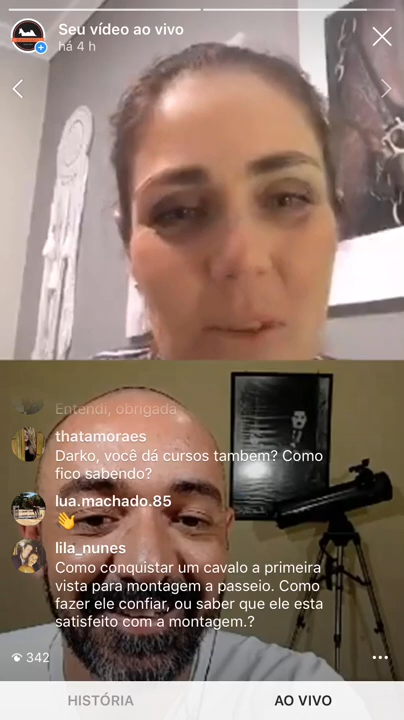 Seu vídeo ao vivo
há 4 h
Entendi, obrigada
thatamoraes
Darko, você dá cursos tambem? Como
fico sabendo?
lua.machado.85
👋
lila_nunes
Como conquistar um cavalo a primeira
vista para montagem a passeio. Como
fazer ele confiar, ou saber que ele esta
satisfeito com a montagem.?
342
HISTÓRIA
AO VIVO